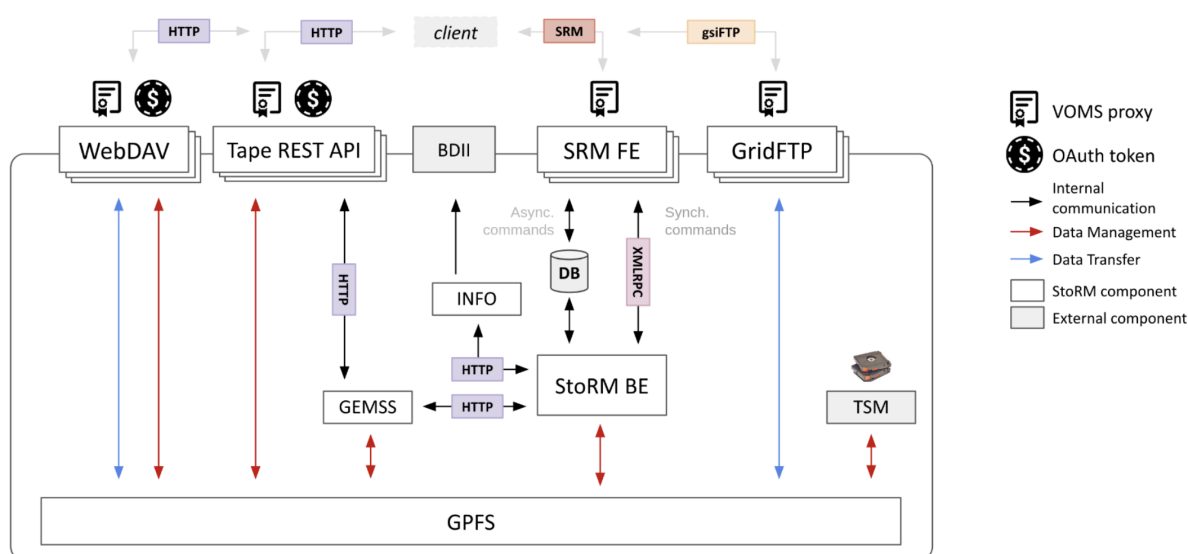 HTTP
HTTP
client
SRM
gsiFTP
WebDAV
Tape REST API
BDII
SRM FE
GridFTP
Async.
commands
Synch.
commands
DB
XMLRPC
HTTP
INFO
HTTP
StoRM BE
GEMSS
HTTP
TSM
GPFS
VOMS proxy
$ OAuth token
Internal
communication
Data Management
Data Transfer
StoRM component
External component